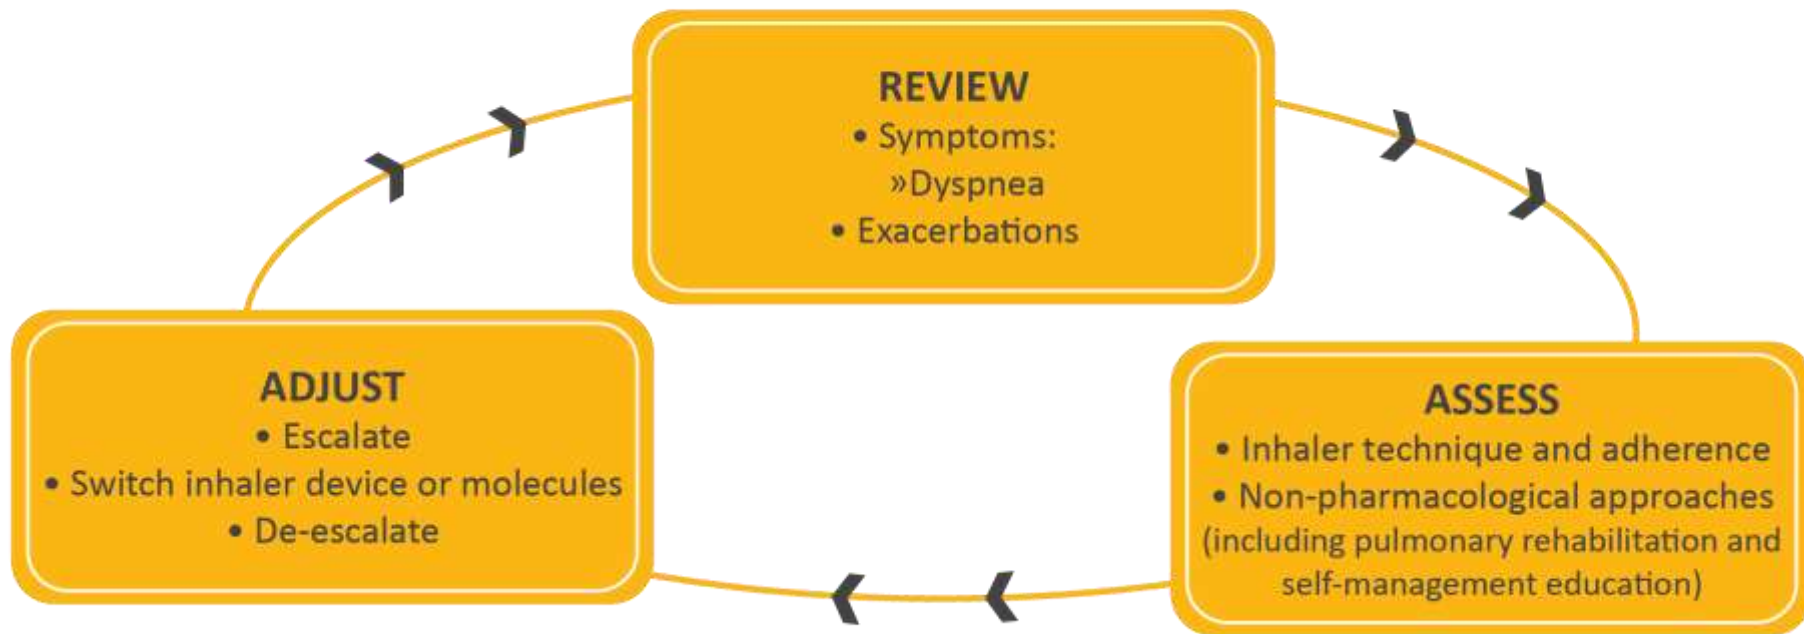 REVIEW
• Symptoms:
»Dyspnea
• Exacerbations
ASSESS
• Inhaler technique and adherence
• Non-pharmacological approaches
(including pulmonary rehabilitation and
self-management education)
ADJUST
• Escalate
• Switch inhaler device or molecules
• De-escalate